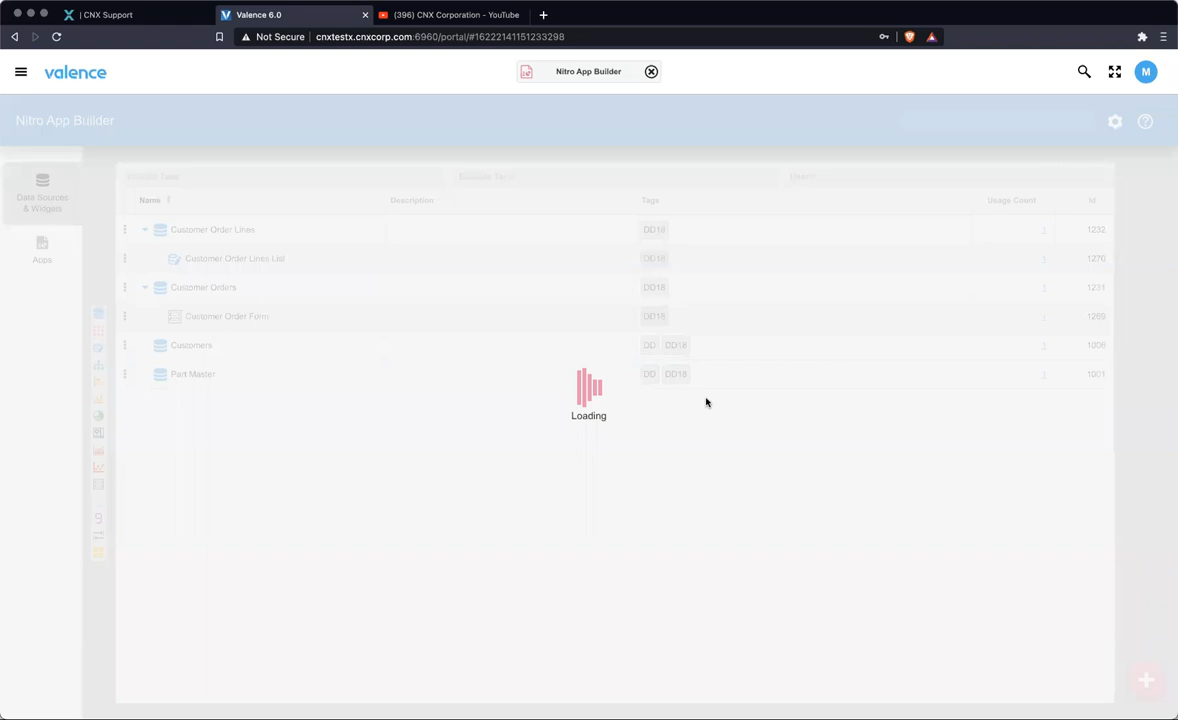 | CNX Support
Valence 6.0
(396) CNX Corporation - YouTube
Not Secure | cnxtestx.cnxcorp.com:6960/portal/#16222141151233298
valence
Nitro App Builder
M
Nitro App Builder
Data Sources
& Widgets
Apps
Name Description Tags Usage Count Id
Customer Order Lines DD18 1 1232
Customer Order Lines List DD18 1 1270
Customer Orders DD18 1 1231
Customer Order Form DD18 1 1269
Customers DD DD18 1 1008
Part Master DD DD18 1 1001
Loading